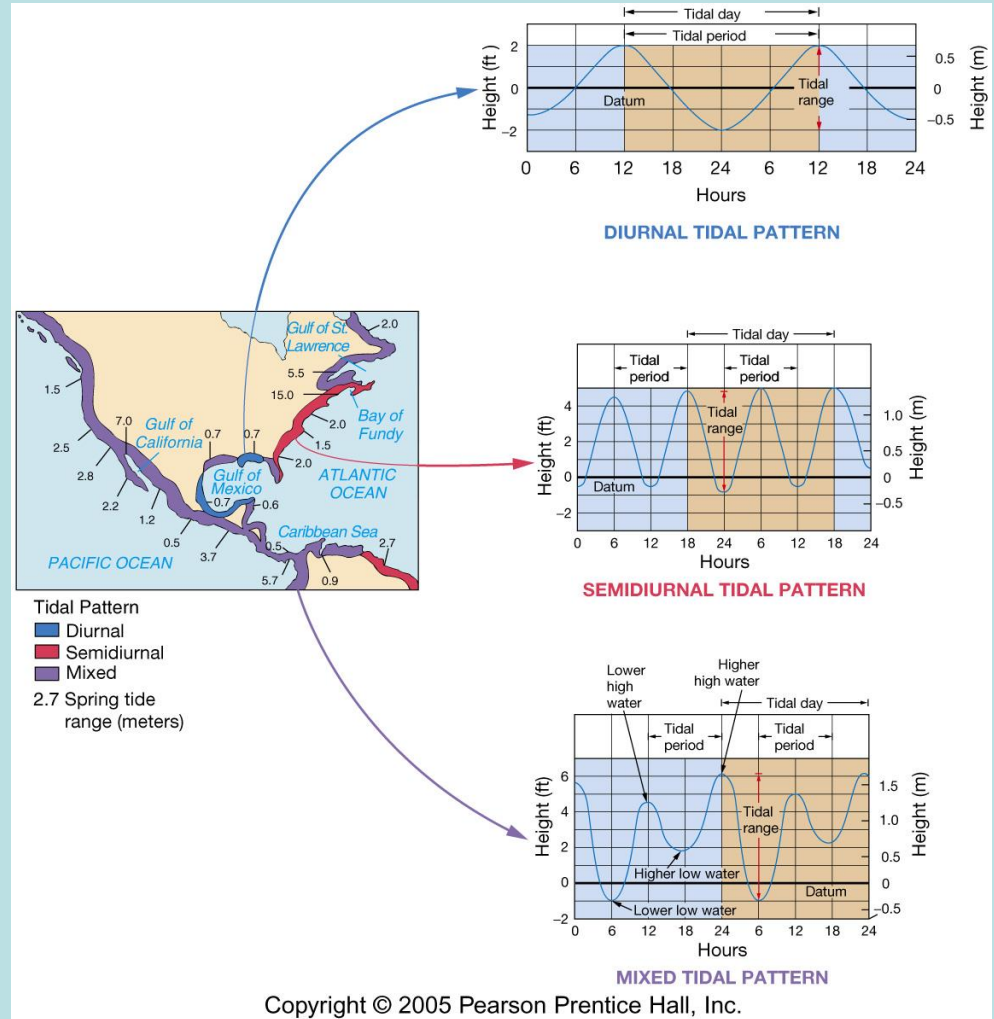 Tidal day
Tidal period
Height (ft )
2
0
−2
Datum
Tidal
range
0.5
0
−0.5
Height (m)
0 6 12 18 24 6 12 18 24
Hours
DIURNAL TIDAL PATTERN
Tidal day
Tidal
period
Tidal
period
Height (ft)
4
2
0
−2
Datum
Tidal
range
1.0
0.5
0
−0.5
Height (m)
0 6 12 18 24 6 12 18 24
Hours
SEMIDIURNAL TIDAL PATTERN
Gulf of St.
Lawrence
2.0
5.5
15.0
Bay of
Fundy
2.0
1.5
2.0
1.5
2.5
7.0
Gulf of
California
0.7
0.7
2.8
2.2
1.2
Gulf of
Mexico
ATLANTIC
OCEAN
0.7
0.6
0.5
3.7
Caribbean Sea
0.5
2.7
5.7
0.9
PACIFIC OCEAN
Tidal Pattern
Diurnal
Semidiurnal
Mixed
2.7 Spring tide
range (meters)
Lower
high
water
Higher
high water
Tidal day
Tidal
period
Tidal
period
Height (ft)
6
4
2
0
−2
Tidal
range
Higher low water
Datum
Lower low water
1.5
1.0
0.5
0
−0.5
Height (m)
0 6 12 18 24 6 12 18 24
Hours
MIXED TIDAL PATTERN
Copyright © 2005 Pearson Prentice Hall, Inc.